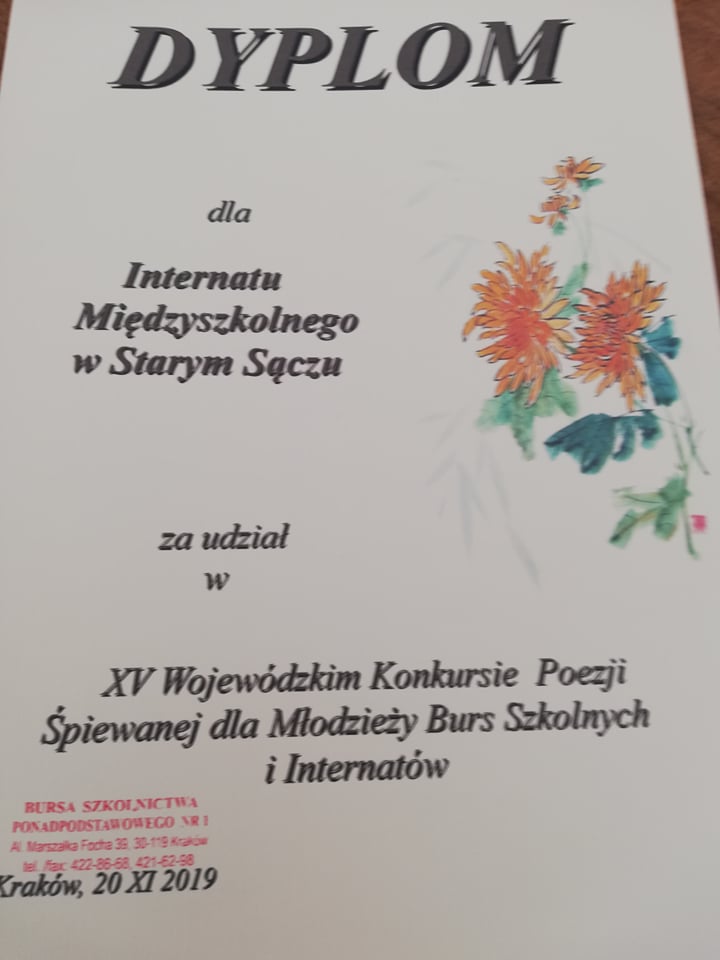 DYPLOM
dla
Internatu
Międzyszkolnego
w Starym Sączu
za udział
w
XV Wojewódzkim Konkursie Poezji
Śpiewanej dla Młodzieży Burs Szkolnych
i Internatów
BURSA SZKOLNICTWA
PONADPODSTAWOWEGO NR 1
Al. Marszałka Focha 39, 30-119 Kraków
tel. /fax: 422-86-68, 421-62-98
Kraków, 20 XI 2019